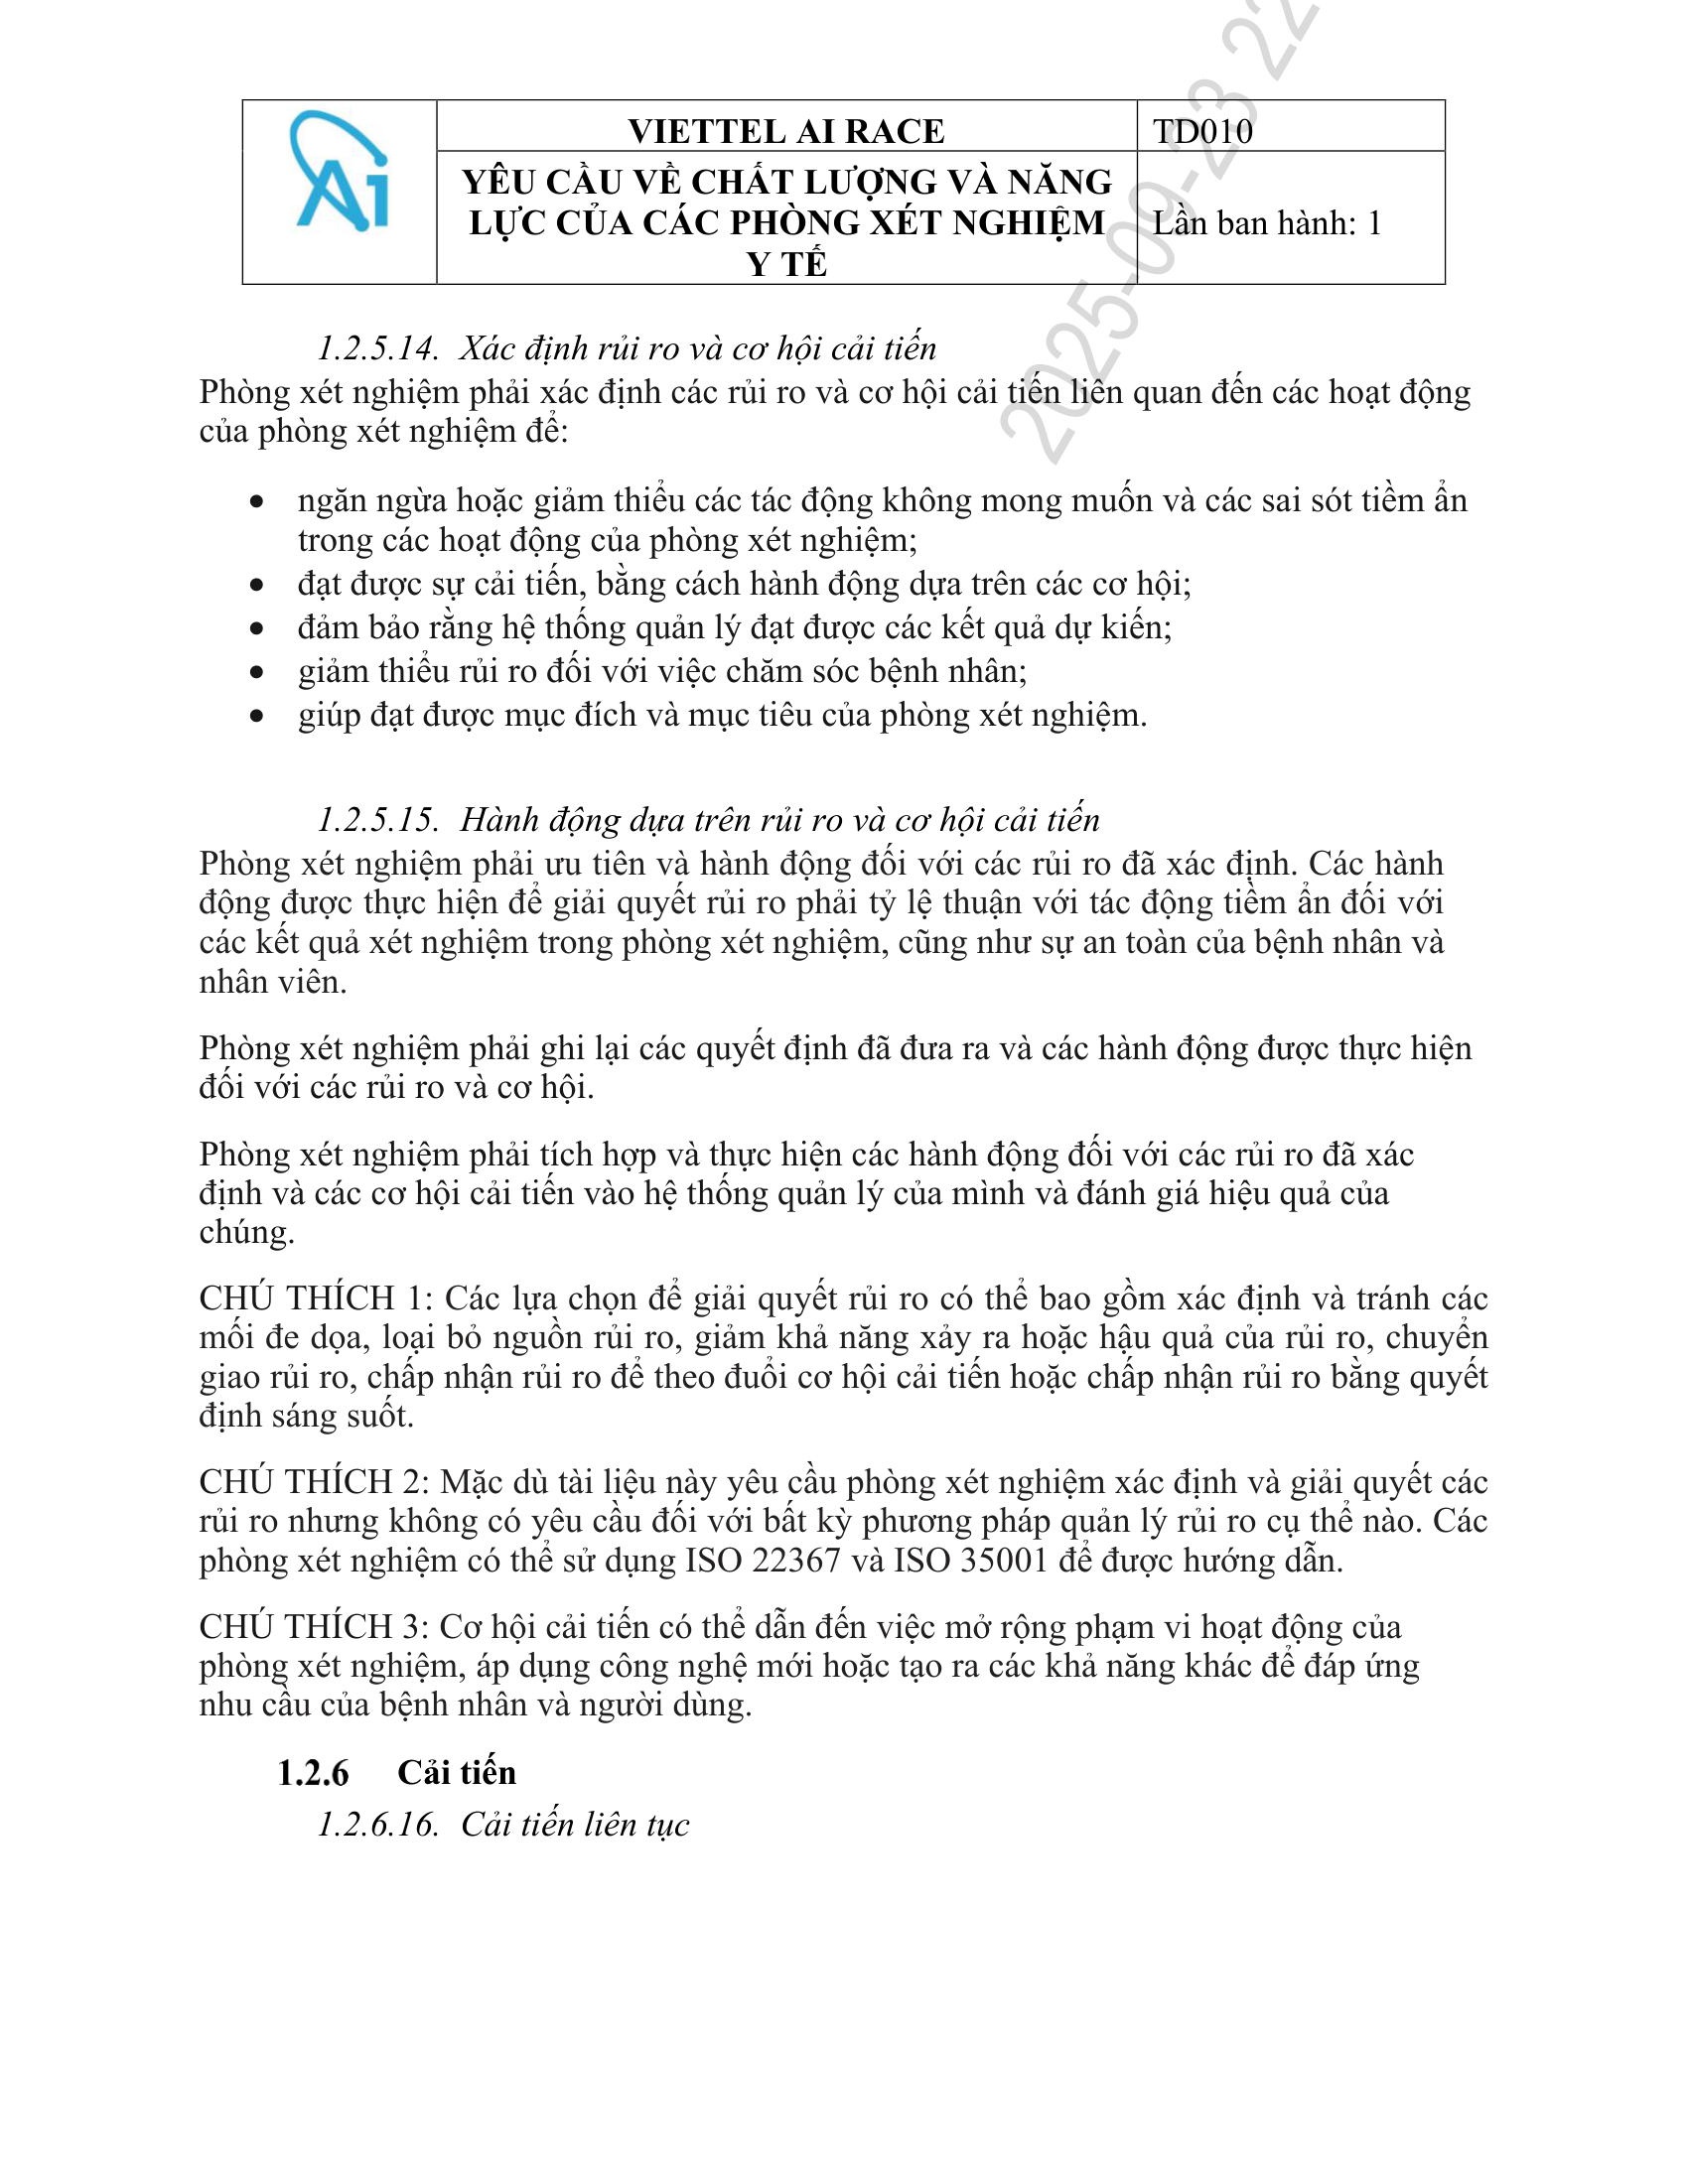 Ai
VIETTEL AI RACE
TD010
YÊU CẦU VỀ CHẤT LƯỢNG VÀ NĂNG
LỰC CỦA CÁC PHÒNG XÉT NGHIỆM
Y TẾ
Lần ban hành: 1
2025-09-23 22
1.2.5.14. Xác định rủi ro và cơ hội cải tiến
Phòng xét nghiệm phải xác định các rủi ro và cơ hội cải tiến liên quan đến các hoạt động
của phòng xét nghiệm để:
• ngăn ngừa hoặc giảm thiểu các tác động không mong muốn và các sai sót tiềm ẩn
trong các hoạt động của phòng xét nghiệm;
• đạt được sự cải tiến, bằng cách hành động dựa trên các cơ hội;
• đảm bảo rằng hệ thống quản lý đạt được các kết quả dự kiến;
• giảm thiểu rủi ro đối với việc chăm sóc bệnh nhân;
• giúp đạt được mục đích và mục tiêu của phòng xét nghiệm.
1.2.5.15. Hành động dựa trên rủi ro và cơ hội cải tiến
Phòng xét nghiệm phải ưu tiên và hành động đối với các rủi ro đã xác định. Các hành
động được thực hiện để giải quyết rủi ro phải tỷ lệ thuận với tác động tiềm ẩn đối với
các kết quả xét nghiệm trong phòng xét nghiệm, cũng như sự an toàn của bệnh nhân và
nhân viên.
Phòng xét nghiệm phải ghi lại các quyết định đã đưa ra và các hành động được thực hiện
đối với các rủi ro và cơ hội.
Phòng xét nghiệm phải tích hợp và thực hiện các hành động đối với các rủi ro đã xác
định và các cơ hội cải tiến vào hệ thống quản lý của mình và đánh giá hiệu quả của
chúng.
CHÚ THÍCH 1: Các lựa chọn để giải quyết rủi ro có thể bao gồm xác định và tránh các
mối đe dọa, loại bỏ nguồn rủi ro, giảm khả năng xảy ra hoặc hậu quả của rủi ro, chuyển
giao rủi ro, chấp nhận rủi ro để theo đuổi cơ hội cải tiến hoặc chấp nhận rủi ro bằng quyết
định sáng suốt.
CHÚ THÍCH 2: Mặc dù tài liệu này yêu cầu phòng xét nghiệm xác định và giải quyết các
rủi ro nhưng không có yêu cầu đối với bất kỳ phương pháp quản lý rủi ro cụ thể nào. Các
phòng xét nghiệm có thể sử dụng ISO 22367 và ISO 35001 để được hướng dẫn.
CHÚ THÍCH 3: Cơ hội cải tiến có thể dẫn đến việc mở rộng phạm vi hoạt động của
phòng xét nghiệm, áp dụng công nghệ mới hoặc tạo ra các khả năng khác để đáp ứng
nhu cầu của bệnh nhân và người dùng.
1.2.6 Cải tiến
1.2.6.16. Cải tiến liên tục